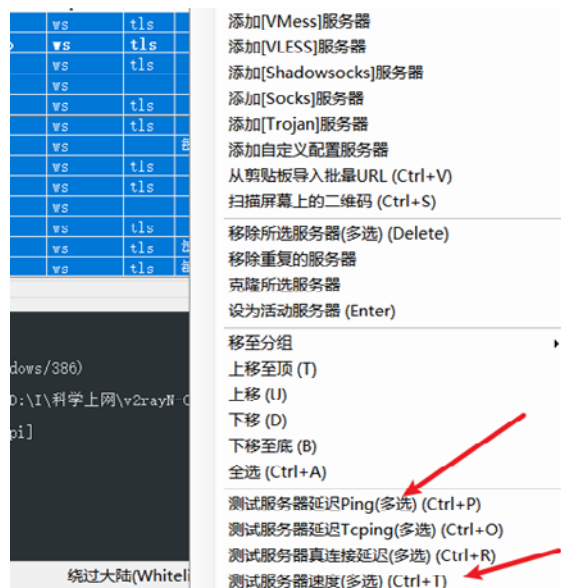 ws tls
ws tls
ws tls
ws
ws tls
ws tls
ws
ws tls
ws tls
ws
ws tls
ws tls
ws tls
dows/386)
D:\I\科学上网\v2rayN-C
pi]
绕过大陆(Whiteli
添加[VMess]服务器
添加[VLESS]服务器
添加[Shadowsocks]服务器
添加[Socks]服务器
添加[Trojan]服务器
添加自定义配置服务器
从剪贴板导入批量URL (Ctrl+V)
扫描屏幕上的二维码 (Ctrl+S)
移除所选服务器(多选) (Delete)
移除重复的服务器
克隆所选服务器
设为活动服务器 (Enter)
移至分组
上移至顶 (T)
上移 (U)
下移 (D)
下移至底 (B)
全选 (Ctrl+A)
测试服务器延迟Ping(多选) (Ctrl+P)
测试服务器延迟Tcping(多选) (Ctrl+O)
测试服务器真连接延迟(多选) (Ctrl+R)
测试服务器速度(多选) (Ctrl+T)